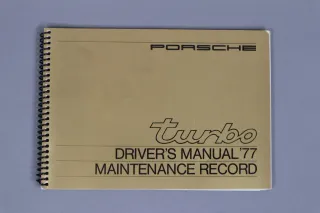 PORSCHE
turbo
DRIVER'S MANUAL '77
MAINTENANCE RECORD